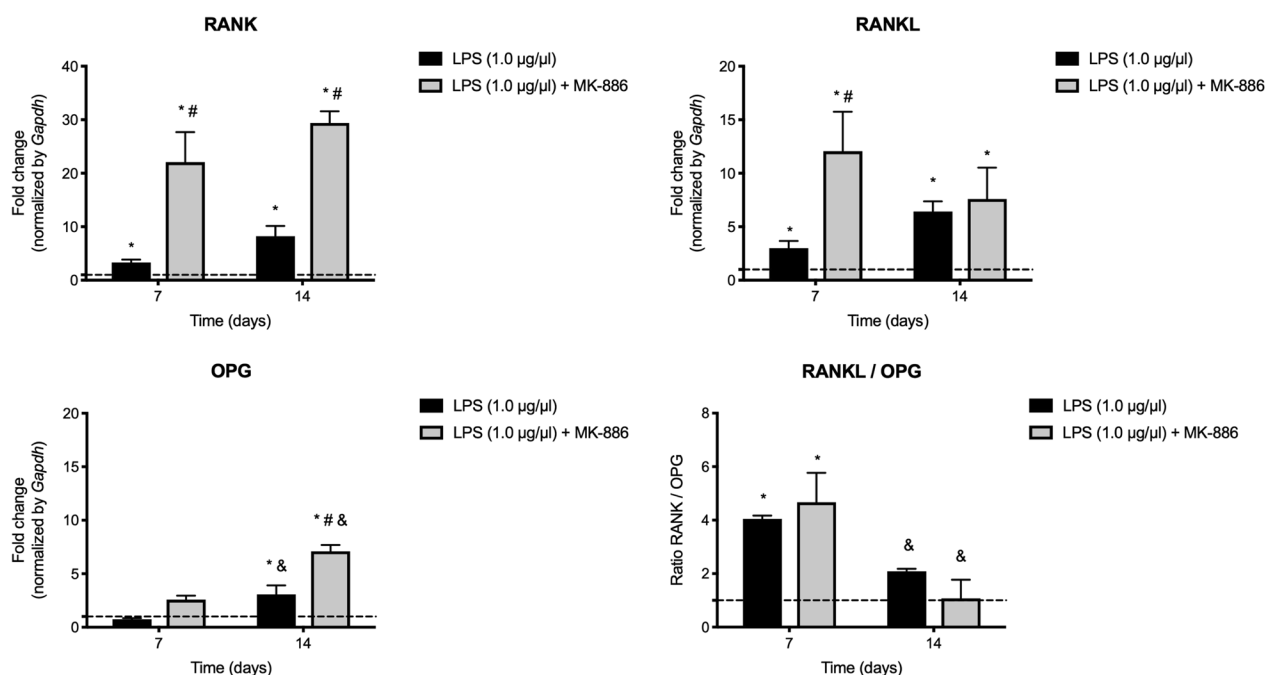 RANK
LPS (1.0 µg/µl)
LPS (1.0 µg/µl) + MK-886
Fold change
(normalized by Gapdh)
40
30
20
10
0
*
* #
*
* #
7
14
Time (days)
RANKL
LPS (1.0 µg/µl)
LPS (1.0 µg/µl) + MK-886
Fold change
(normalized by Gapdh)
20
15
10
5
0
*
* #
*
*
7
14
Time (days)
OPG
LPS (1.0 µg/µl)
LPS (1.0 µg/µl) + MK-886
Fold change
(normalized by Gapdh)
20
15
10
5
0
* &
* # &
7
14
Time (days)
RANKL / OPG
LPS (1.0 µg/µl)
LPS (1.0 µg/µl) + MK-886
Ratio RANK / OPG
8
6
4
2
0
*
*
&
&
7
14
Time (days)